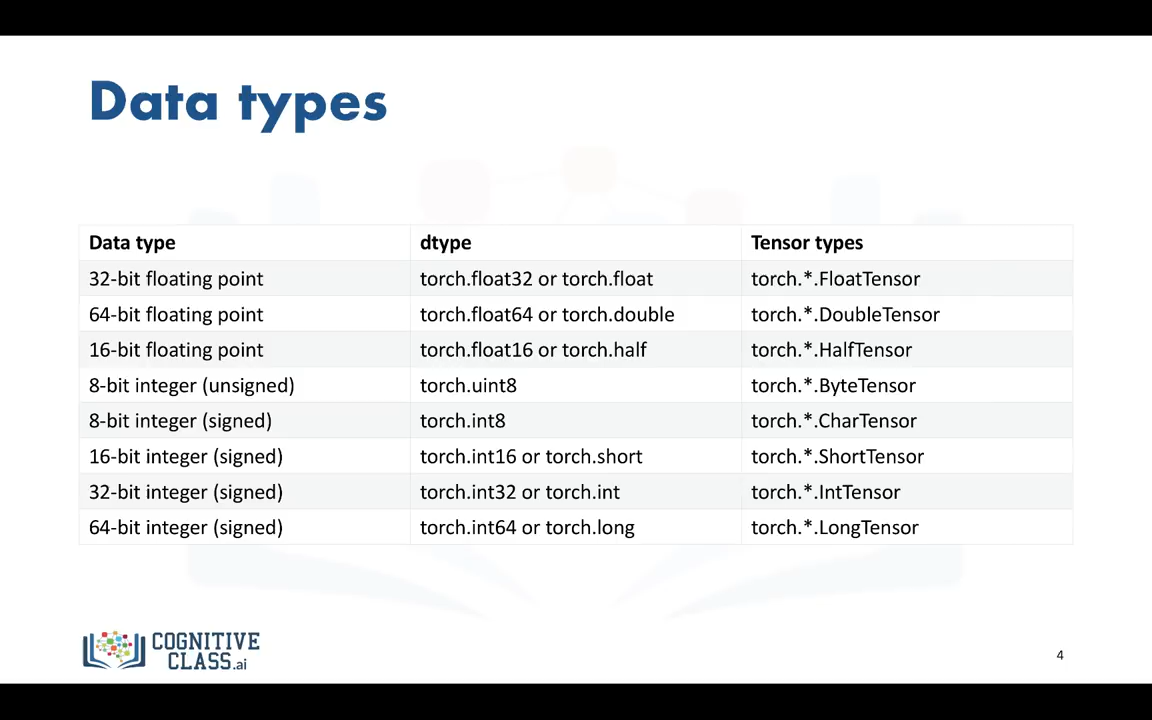 Data types
Data type dtype Tensor types
32-bit floating point torch.float32 or torch.float torch.*.FloatTensor
64-bit floating point torch.float64 or torch.double torch.*.DoubleTensor
16-bit floating point torch.float16 or torch.half torch.*.HalfTensor
8-bit integer (unsigned) torch.uint8 torch.*.ByteTensor
8-bit integer (signed) torch.int8 torch.*.CharTensor
16-bit integer (signed) torch.int16 or torch.short torch.*.ShortTensor
32-bit integer (signed) torch.int32 or torch.int torch.*.IntTensor
64-bit integer (signed) torch.int64 or torch.long torch.*.LongTensor
COGNITIVE
CLASS.ai
4